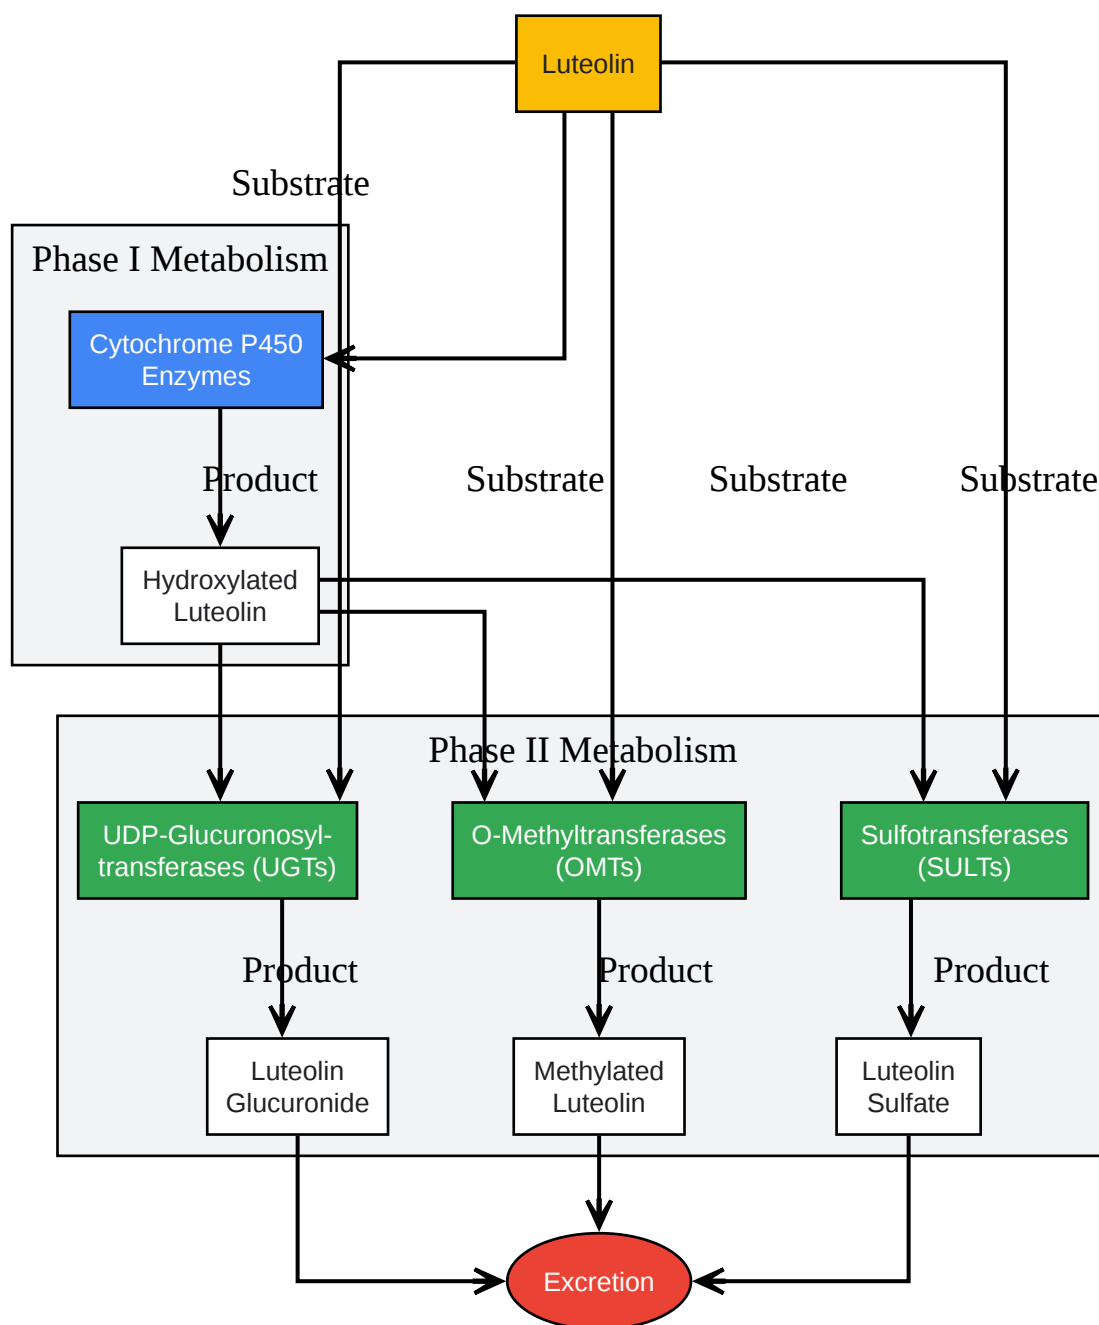 Luteolin
Substrate
Phase I Metabolism
Cytochrome P450
Enzymes
Product
Substrate
Substrate
Substrate
Hydroxylated
Luteolin
Phase II Metabolism
UDP-Glucuronosyl-
transferases (UGTs)
O-Methyltransferases
(OMTs)
Sulfotransferases
(SULTs)
Product
Product
Product
Luteolin
Glucuronide
Methylated
Luteolin
Luteolin
Sulfate
Excretion